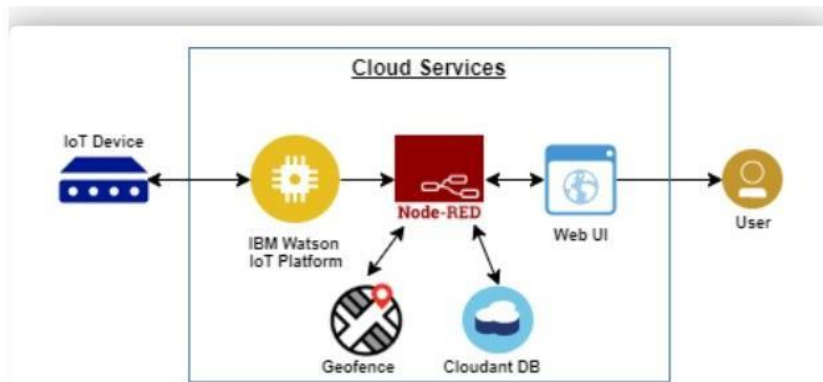 Cloud Services
IoT Device
Node-RED
IBM Watson
IoT Platform
Web UI
User
Geofence
Cloudant DB